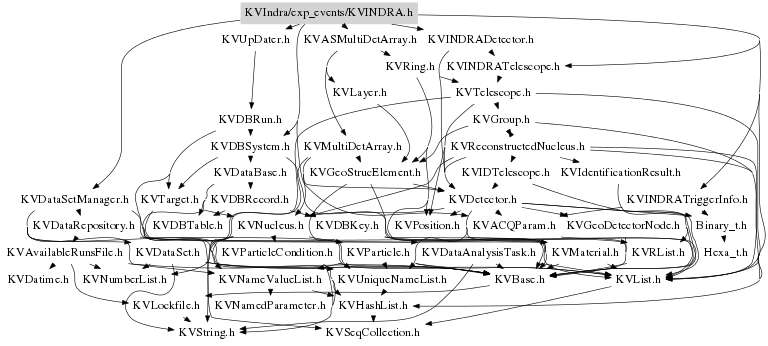 KVIndra/exp_events/KVINDRA.h
KVUpDater.h KVASMultiDetArray.h KVINDRADetector.h
KVRing.h KVINDRATelescope.h
KVLayer.h KVTelescope.h
KVDBRun.h KVGroup.h
KVDBSystem.h KVMultiDetArray.h KVReconstructedNucleus.h
KVDataBase.h KVGeoStrucElement.h KVIDTelescope.h KVIdentificationResult.h
KVDataSetManager.h KVTarget.h KVDBRecord.h KVDetector.h KVINDRATriggerInfo.h
KVDataRepository.h KVDBTable.h KVNucleus.h KVDBKey.h KVPosition.h KVACQParam.h KVGeoDetectorNode.h Binary_t.h
KVAvailableRunsFile.h KVDataSet.h KVParticleCondition.h KVParticle.h KVDataAnalysisTask.h KVMaterial.h KVRList.h Hexa_t.h
KVDatime.h KVNumberList.h KVNameValueList.h KVUniqueNameList.h KVBase.h KVList.h
KVLockfile.h KVNamedParameter.h KVHashList.h
KVString.h KVSeqCollection.h